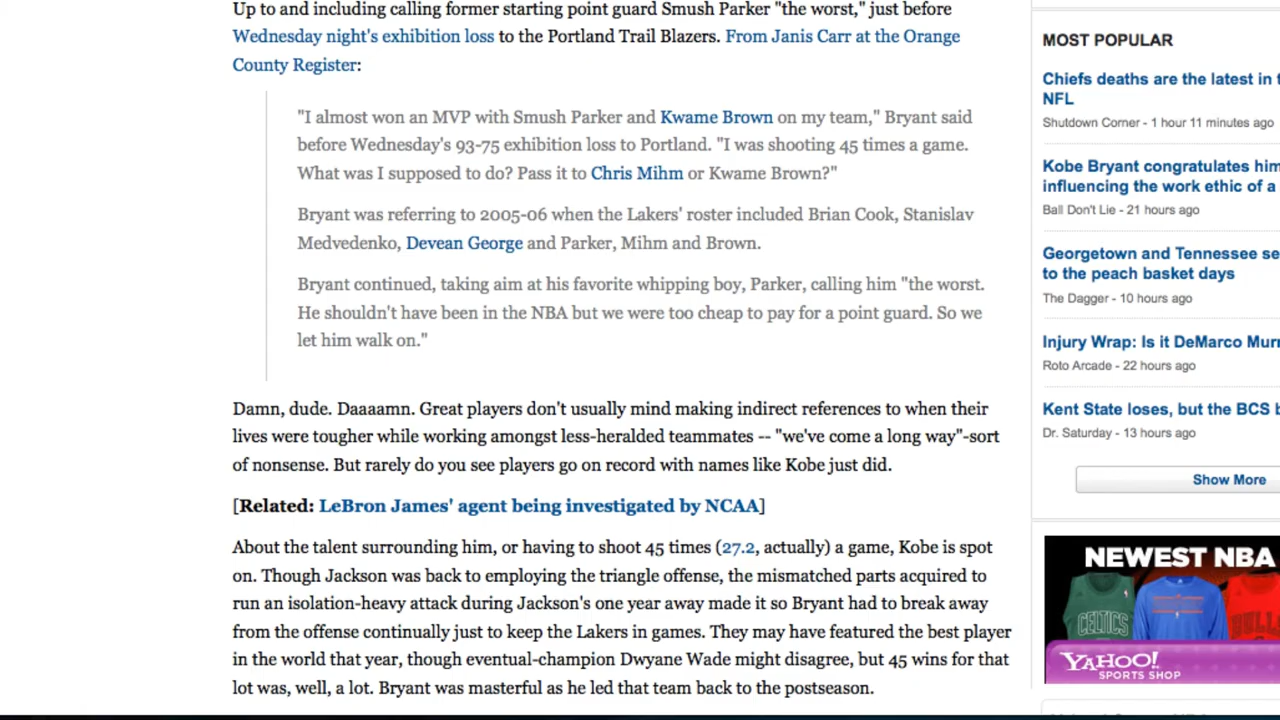 Up to and including calling former starting point guard Smush Parker "the worst," just before
Wednesday night's exhibition loss to the Portland Trail Blazers. From Janis Carr at the Orange
County Register:
"I almost won an MVP with Smush Parker and Kwame Brown on my team," Bryant said
before Wednesday's 93-75 exhibition loss to Portland. "I was shooting 45 times a game.
What was I supposed to do? Pass it to Chris Mihm or Kwame Brown?"
Bryant was referring to 2005-06 when the Lakers' roster included Brian Cook, Stanislav
Medvedenko, Devean George and Parker, Mihm and Brown.
Bryant continued, taking aim at his favorite whipping boy, Parker, calling him "the worst.
He shouldn't have been in the NBA but we were too cheap to pay for a point guard. So we
let him walk on."
Damn, dude. Daaaamn. Great players don't usually mind making indirect references to when their
lives were tougher while working amongst less-heralded teammates -- "we've come a long way"-sort
of nonsense. But rarely do you see players go on record with names like Kobe just did.
[Related: LeBron James' agent being investigated by NCAA]
About the talent surrounding him, or having to shoot 45 times (27.2, actually) a game, Kobe is spot
on. Though Jackson was back to employing the triangle offense, the mismatched parts acquired to
run an isolation-heavy attack during Jackson's one year away made it so Bryant had to break away
from the offense continually just to keep the Lakers in games. They may have featured the best player
in the world that year, though eventual-champion Dwyane Wade might disagree, but 45 wins for that
lot was, well, a lot. Bryant was masterful as he led that team back to the postseason.
MOST POPULAR
Chiefs deaths are the latest in
NFL
Shutdown Corner - 1 hour 11 minutes ago
Kobe Bryant congratulates him
influencing the work ethic of a
Ball Don't Lie - 21 hours ago
Georgetown and Tennessee se
to the peach basket days
The Dagger - 10 hours ago
Injury Wrap: Is it DeMarco Murr
Roto Arcade - 22 hours ago
Kent State loses, but the BCS
Dr. Saturday - 13 hours ago
Show More
NEWEST NBA
CELTICS
BULLS
YAHOO!
SPORTS SHOP